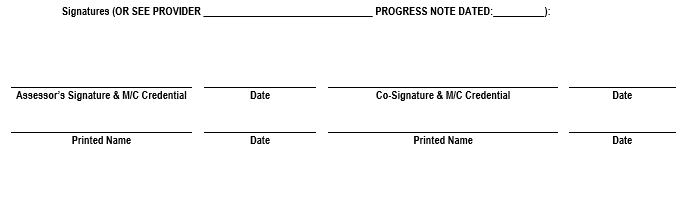 Signatures (OR SEE PROVIDER ______________________________ PROGRESS NOTE DATED:_________):
Assessor's Signature & M/C Credential Date Co-Signature & M/C Credential Date
Printed Name Date Printed Name Date